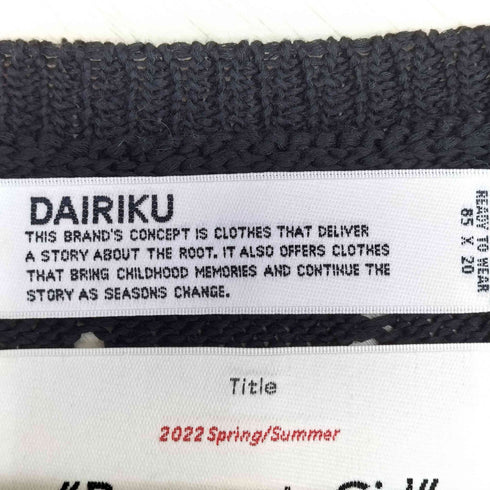 DAIRIKU
THIS BRAND'S CONCEPT IS CLOTHES THAT DELIVER
A STORY ABOUT THE ROOT. IT ALSO OFFERS CLOTHES
THAT BRING CHILDHOOD MEMORIES AND CONTINUE THE
STORY AS SEASONS CHANGE.
READY TO WEAR
85 X 20
Title
2022 Spring/Summer